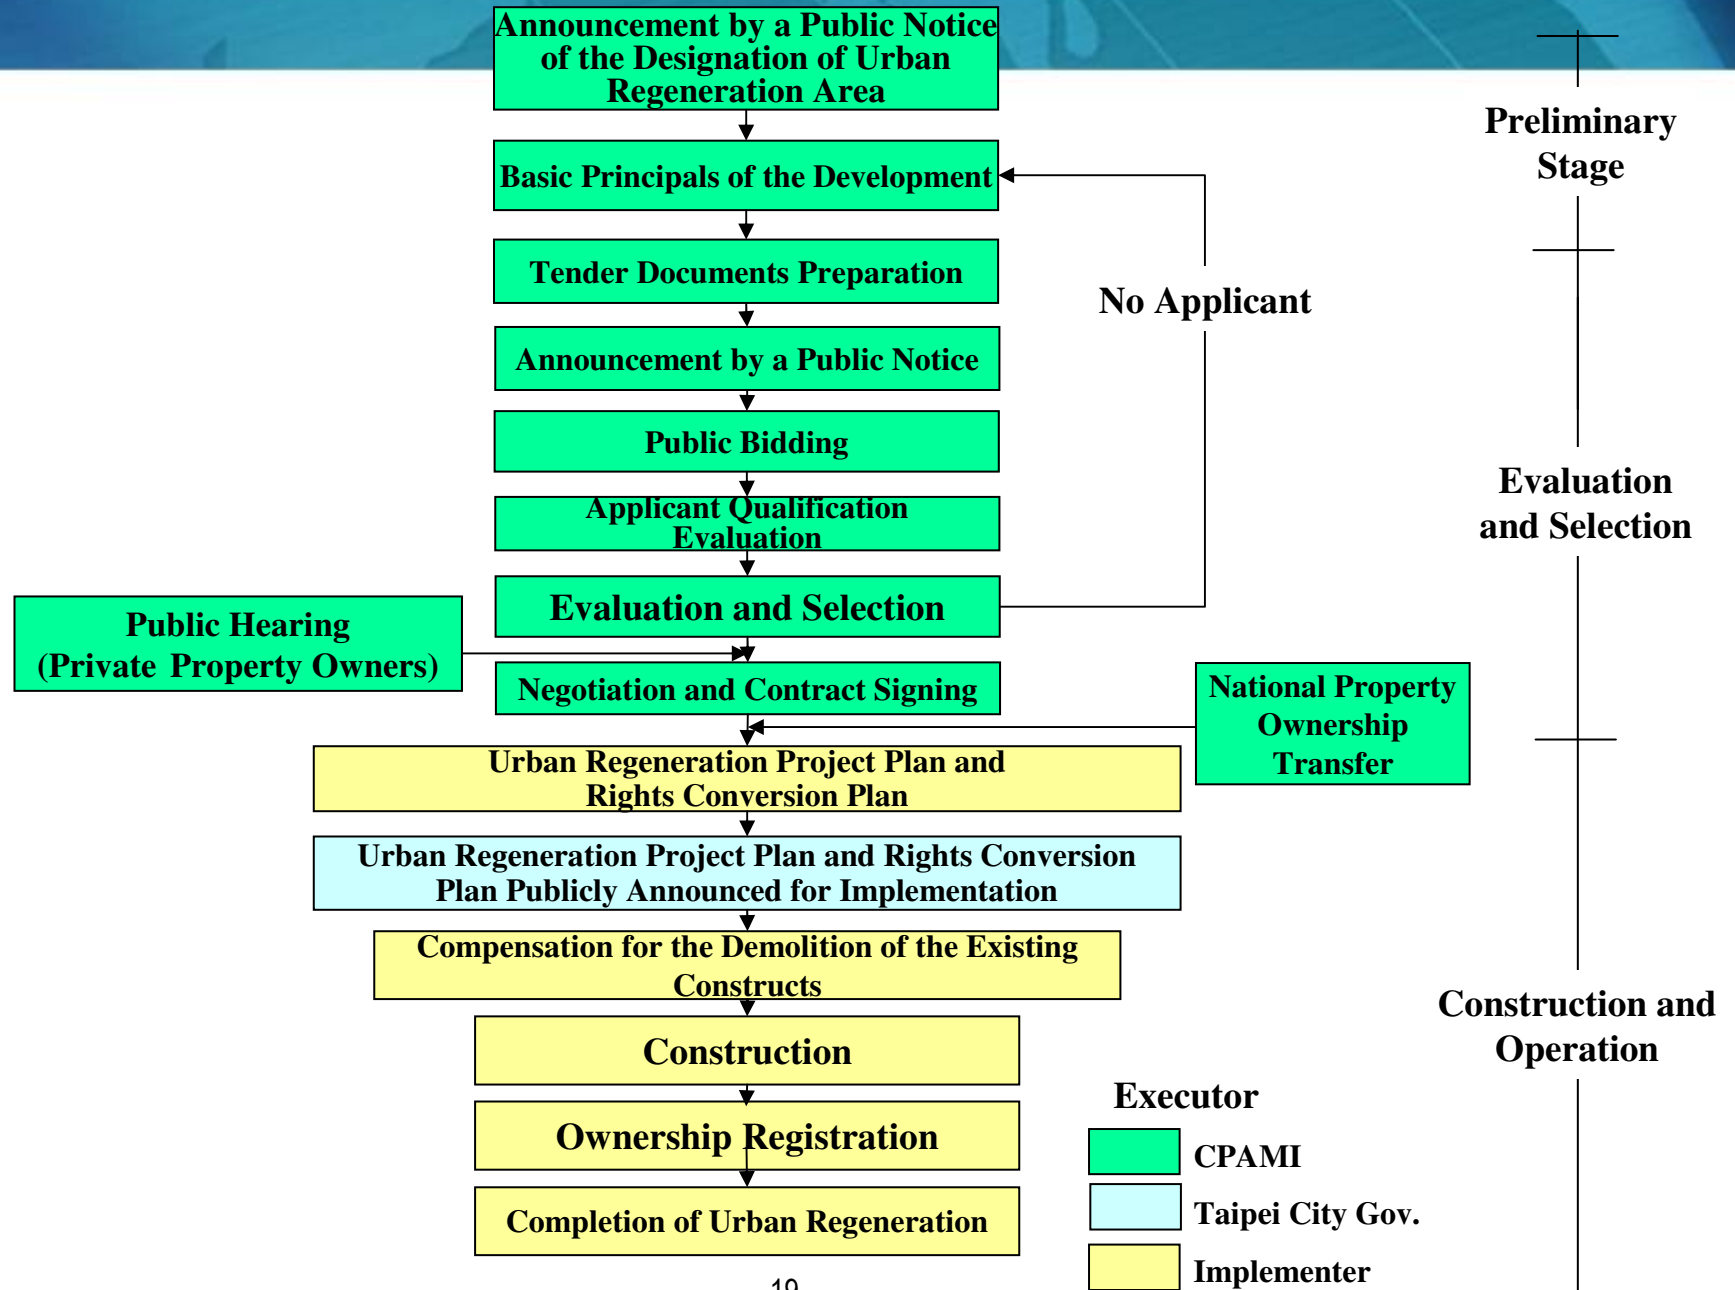 Announcement by a Public Notice
of the Designation of Urban
Regeneration Area
Basic Principals of the Development
Tender Documents Preparation
Announcement by a Public Notice
Public Bidding
Applicant Qualification
Evaluation
Evaluation and Selection
Public Hearing
(Private Property Owners)
Negotiation and Contract Signing
National Property
Ownership
Transfer
Urban Regeneration Project Plan and
Rights Conversion Plan
Urban Regeneration Project Plan and Rights Conversion
Plan Publicly Announced for Implementation
Compensation for the Demolition of the Existing
Constructs
Construction
Ownership Registration
Completion of Urban Regeneration
No Applicant
Preliminary
Stage
Evaluation
and Selection
Construction and
Operation
Executor
CPAMI
Taipei City Gov.
Implementer
19